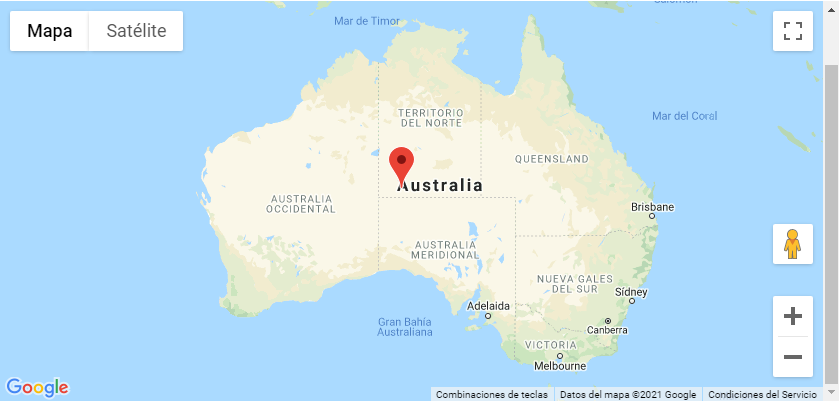 Mapa
Satélite
Mar de Timor
TERRITORIO
DEL NORTE
Mar del Coral
QUEENSLAND
Australia
AUSTRALIA
OCCIDENTAL
Brisbane
AUSTRALIA
MERIDIONAL
NUEVA GALES
DEL SUR
Sídney
Adelaida
Gran Bahía
Australiana
Canberra
VICTORIA
Melbourne
Google
Combinaciones de teclas
Datos del mapa ©2021 Google
Condiciones del Servicio